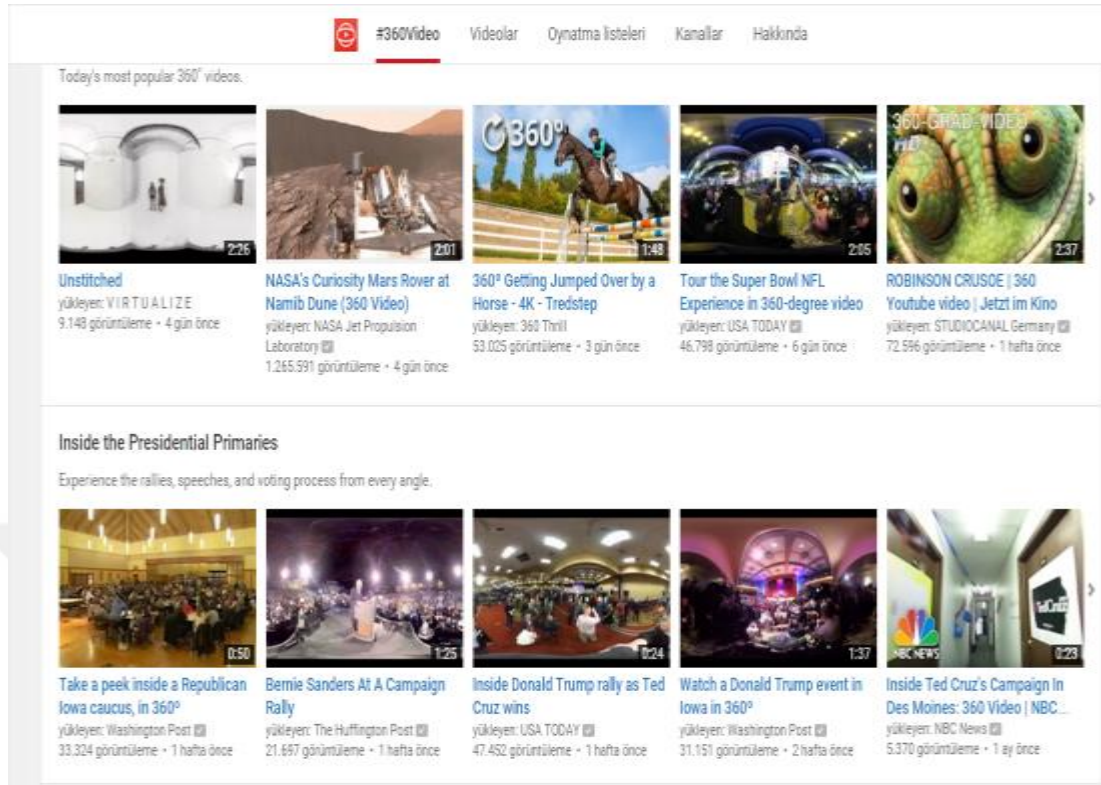 #360Video Videolar Oynatma listeleri Kanallar Hakkında
Today's most popular 360° videos.
360°
360-GRAD-VIDEO
HD
2:26
2:01
1:48
2:05
2:37
Unstitched
yükleyen: V I R T U A L I Z E
9.148 görüntüleme • 4 gün önce
NASA's Curiosity Mars Rover at
Namib Dune (360 Video)
yükleyen: NASA Jet Propulsion
Laboratory
1.265.591 görüntüleme • 4 gün önce
360º Getting Jumped Over by a
Horse - 4K - Tredstep
yükleyen: 360 Thrill
53.025 görüntüleme • 3 gün önce
Tour the Super Bowl NFL
Experience in 360-degree video
yükleyen: USA TODAY
46.798 görüntüleme • 6 gün önce
ROBINSON CRUSOE | 360
Youtube video | Jetzt im Kino
yükleyen: STUDIOCANAL Germany
72.596 görüntüleme • 1 hafta önce
Inside the Presidential Primaries
Experience the rallies, speeches, and voting process from every angle.
TedCruz
NBC NEWS
0:50
1:25
0:24
1:37
0:23
Take a peek inside a Republican
Iowa caucus, in 360º
yükleyen: Washington Post
33.324 görüntüleme • 1 hafta önce
Bernie Sanders At A Campaign
Rally
yükleyen: The Huffington Post
21.697 görüntüleme • 1 hafta önce
Inside Donald Trump rally as Ted
Cruz wins
yükleyen: USA TODAY
47.452 görüntüleme • 1 hafta önce
Watch a Donald Trump event in
Iowa in 360º
yükleyen: Washington Post
31.151 görüntüleme • 2 hafta önce
Inside Ted Cruz's Campaign In
Des Moines: 360 Video | NBC...
yükleyen: NBC News
5.370 görüntüleme • 1 ay önce